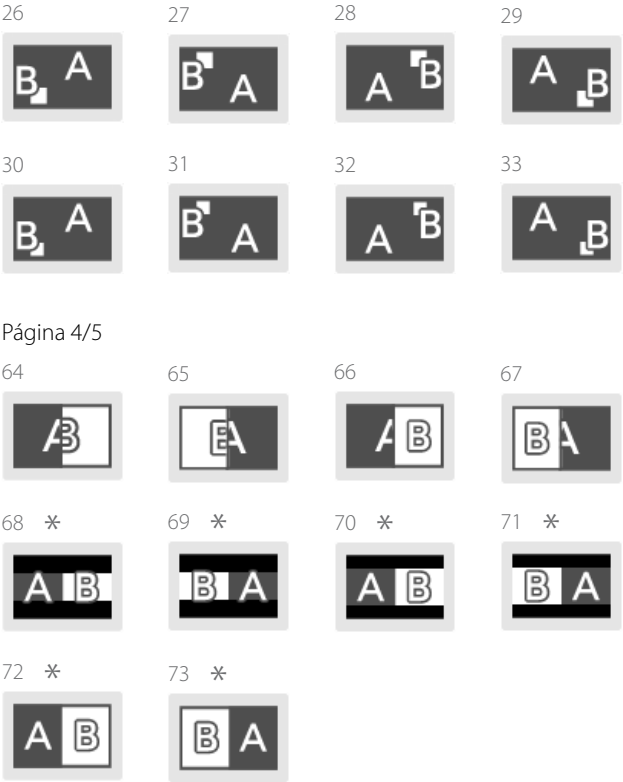 26 27 28 29
B A B A A B A B
30 31 32 33
B A B A A B A B
Página 4/5
64 65 66 67
A B B A A B B A
68 * 69 * 70 * 71 *
A B B A A B B A
72 * 73 *
A B B A